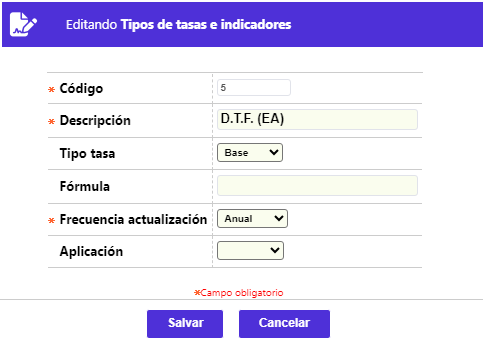 Editando Tipos de tasas e indicadores
* Código 5
* Descripción D.T.F. (EA)
Tipo tasa Base
Fórmula
* Frecuencia actualización Anual
Aplicación
*Campo obligatorio
Salvar Cancelar